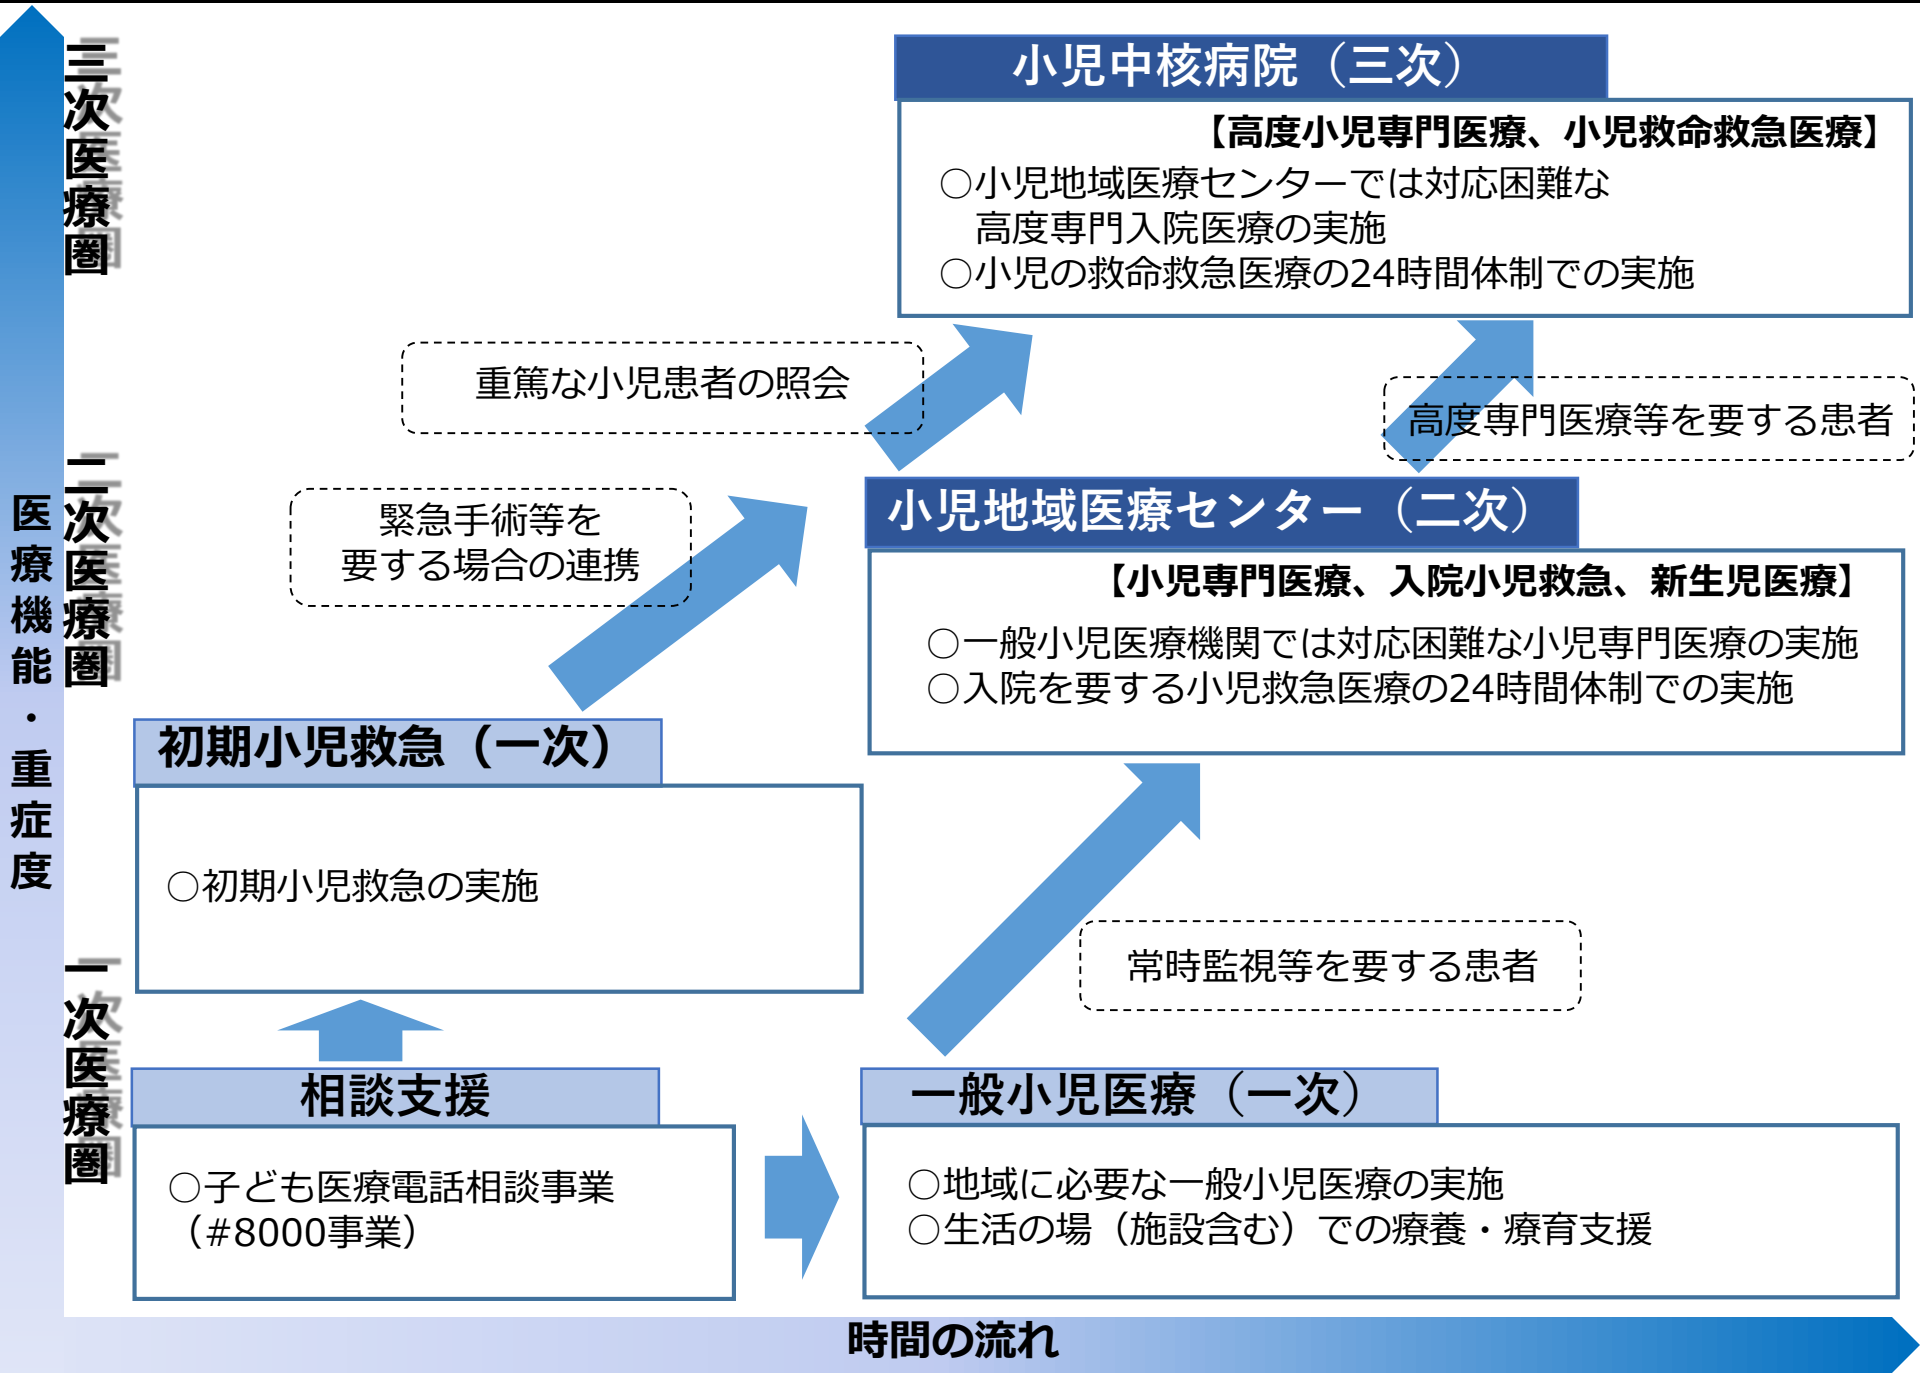 三次医療圏
小児中核病院（三次）
【高度小児専門医療、小児救命救急医療】
○小児地域医療センターでは対応困難な
高度専門入院医療の実施
○小児の救命救急医療の24時間体制での実施
重篤な小児患者の照会
高度専門医療等を要する患者
医療機能・重症度
二次医療圏
緊急手術等を
要する場合の連携
小児地域医療センター（二次）
【小児専門医療、入院小児救急、新生児医療】
○一般小児医療機関では対応困難な小児専門医療の実施
○入院を要する小児救急医療の24時間体制での実施
初期小児救急（一次）
○初期小児救急の実施
常時監視等を要する患者
一次医療圏
相談支援
○子ども医療電話相談事業
（#8000事業）
一般小児医療（一次）
○地域に必要な一般小児医療の実施
○生活の場（施設含む）での療養・療育支援
時間の流れ